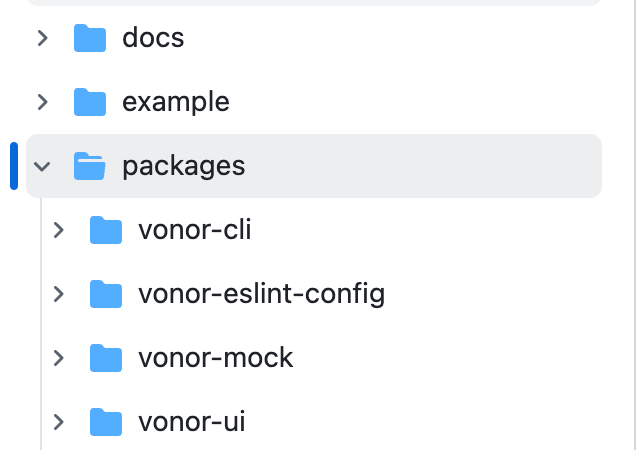 docs
example
packages
vonor-cli
vonor-eslint-config
vonor-mock
vonor-ui